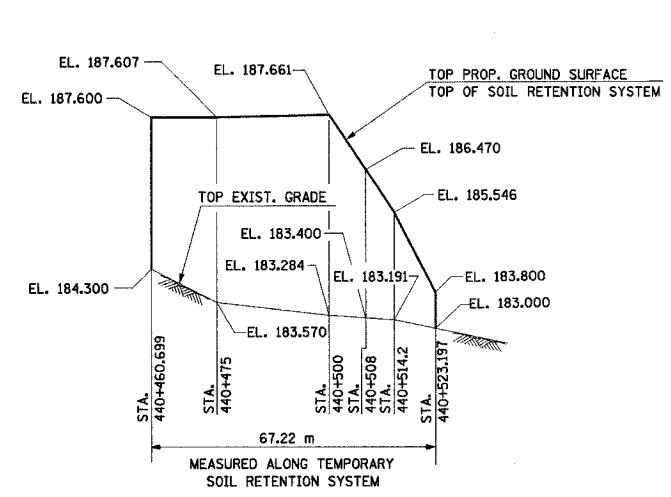 EL. 187.607
EL. 187.661
TOP PROP. GROUND SURFACE
TOP OF SOIL RETENTION SYSTEM
EL. 187.600
EL. 186.470
EL. 185.546
TOP EXIST. GRADE
EL. 183.400
EL. 183.284
EL. 183.191
EL. 184.300
EL. 183.800
EL. 183.000
EL. 183.570
STA.
440+460.699
STA.
440+475
STA.
440+500
STA.
440+508
STA.
440+514.2
STA.
440+523.197
67.22 m
MEASURED ALONG TEMPORARY
SOIL RETENTION SYSTEM